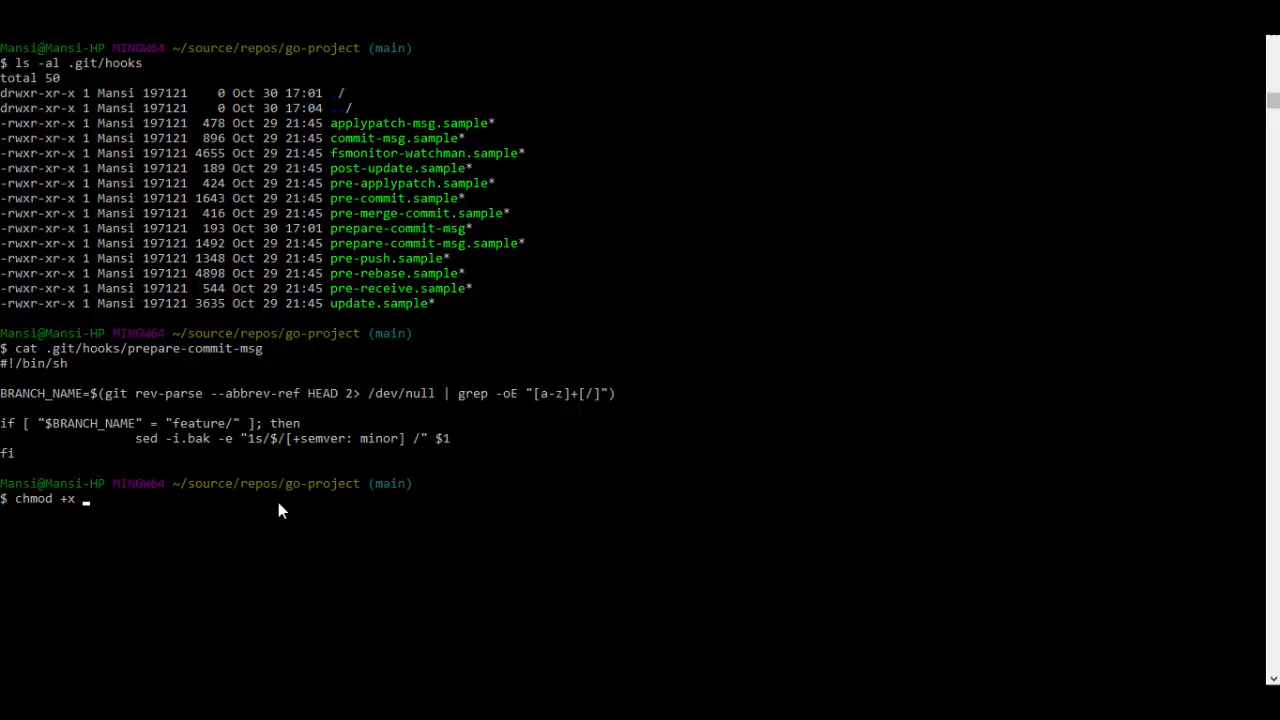 Mansi@Mansi-HP MINGW64 ~/source/repos/go-project (main)
$ ls -al .git/hooks
total 50
drwxr-xr-x 1 Mansi 197121    0 Oct 30 17:01 ./
drwxr-xr-x 1 Mansi 197121    0 Oct 30 17:04 ../
-rwxr-xr-x 1 Mansi 197121  478 Oct 29 21:45 applypatch-msg.sample*
-rwxr-xr-x 1 Mansi 197121  896 Oct 29 21:45 commit-msg.sample*
-rwxr-xr-x 1 Mansi 197121 4655 Oct 29 21:45 fsmonitor-watchman.sample*
-rwxr-xr-x 1 Mansi 197121  189 Oct 29 21:45 post-update.sample*
-rwxr-xr-x 1 Mansi 197121  424 Oct 29 21:45 pre-applypatch.sample*
-rwxr-xr-x 1 Mansi 197121 1643 Oct 29 21:45 pre-commit.sample*
-rwxr-xr-x 1 Mansi 197121  416 Oct 29 21:45 pre-merge-commit.sample*
-rwxr-xr-x 1 Mansi 197121  193 Oct 30 17:01 prepare-commit-msg*
-rwxr-xr-x 1 Mansi 197121 1492 Oct 29 21:45 prepare-commit-msg.sample*
-rwxr-xr-x 1 Mansi 197121 1348 Oct 29 21:45 pre-push.sample*
-rwxr-xr-x 1 Mansi 197121 4898 Oct 29 21:45 pre-rebase.sample*
-rwxr-xr-x 1 Mansi 197121  544 Oct 29 21:45 pre-receive.sample*
-rwxr-xr-x 1 Mansi 197121 3635 Oct 29 21:45 update.sample*
Mansi@Mansi-HP MINGW64 ~/source/repos/go-project (main)
$ cat .git/hooks/prepare-commit-msg
#!/bin/sh
BRANCH_NAME=$(git rev-parse --abbrev-ref HEAD 2> /dev/null | grep -oE "[a-z]+[/]")
if [ "$BRANCH_NAME" = "feature/" ]; then
                  sed -i.bak -e "1s/$/[+semver: minor] /" $1
fi
Mansi@Mansi-HP MINGW64 ~/source/repos/go-project (main)
$ chmod +x